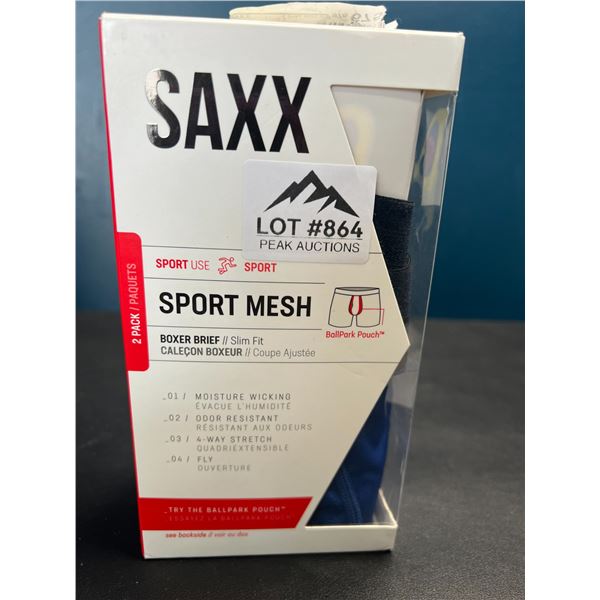 SAXX
LOT #864
PEAK AUCTIONS
2 PACK / PAQUETS
SPORT USE SPORT
SPORT MESH
BOXER BRIEF // Slim Fit
CALEÇON BOXEUR // Coupe Ajustée
BallPark Pouch™
_01 / MOISTURE WICKING
ÉVACUE L'HUMIDITÉ
_02 / ODOR RESISTANT
RÉSISTANT AUX ODEURS
_03 / 4-WAY STRETCH
QUADRIEXTENSIBLE
_04 / FLY
OUVERTURE
_TRY THE BALLPARK POUCH™
ESSAYEZ LA BALLPARK POUCH
see backside // voir au dos